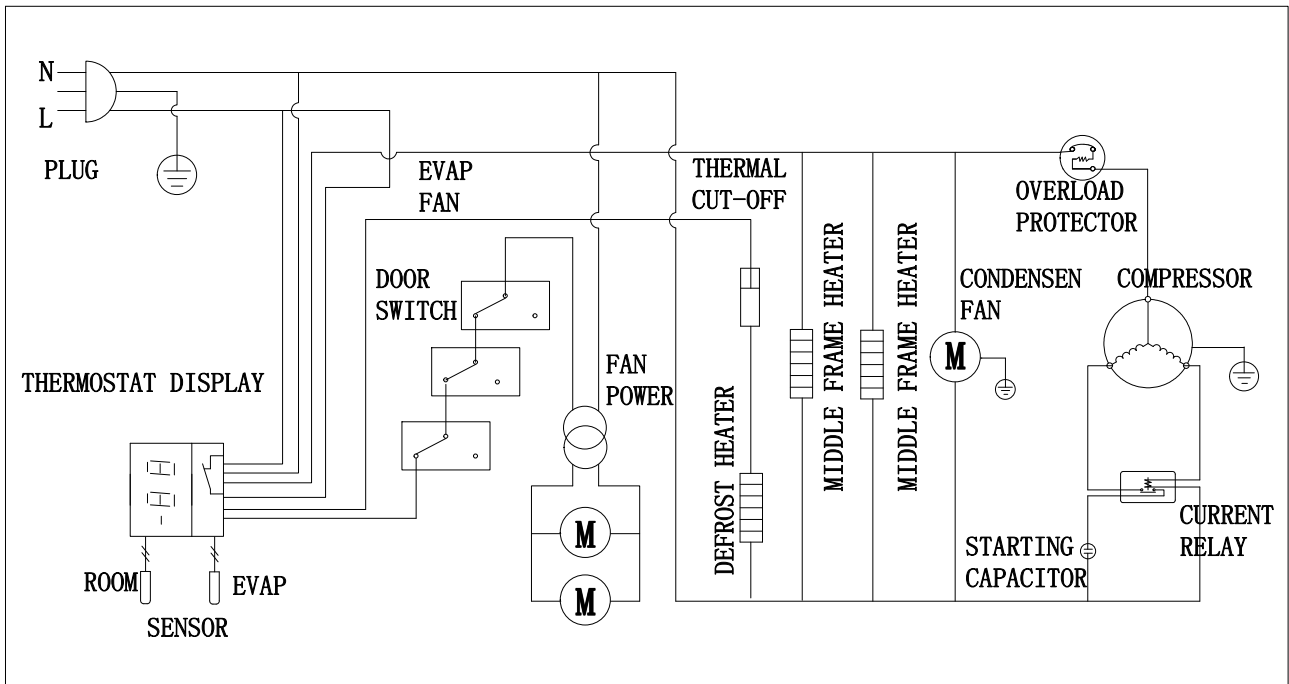 N
L
PLUG
EVAP
FAN
THERMAL
CUT-OFF
OVERLOAD
PROTECTOR
DOOR
SWITCH
MIDDLE FRAME HEATER
MIDDLE FRAME HEATER
CONDENSEN
FAN
COMPRESSOR
M
FAN
POWER
THERMOSTAT DISPLAY
DEFROST HEATER
M
M
CURRENT
RELAY
STARTING
CAPACITOR
ROOM
EVAP
SENSOR